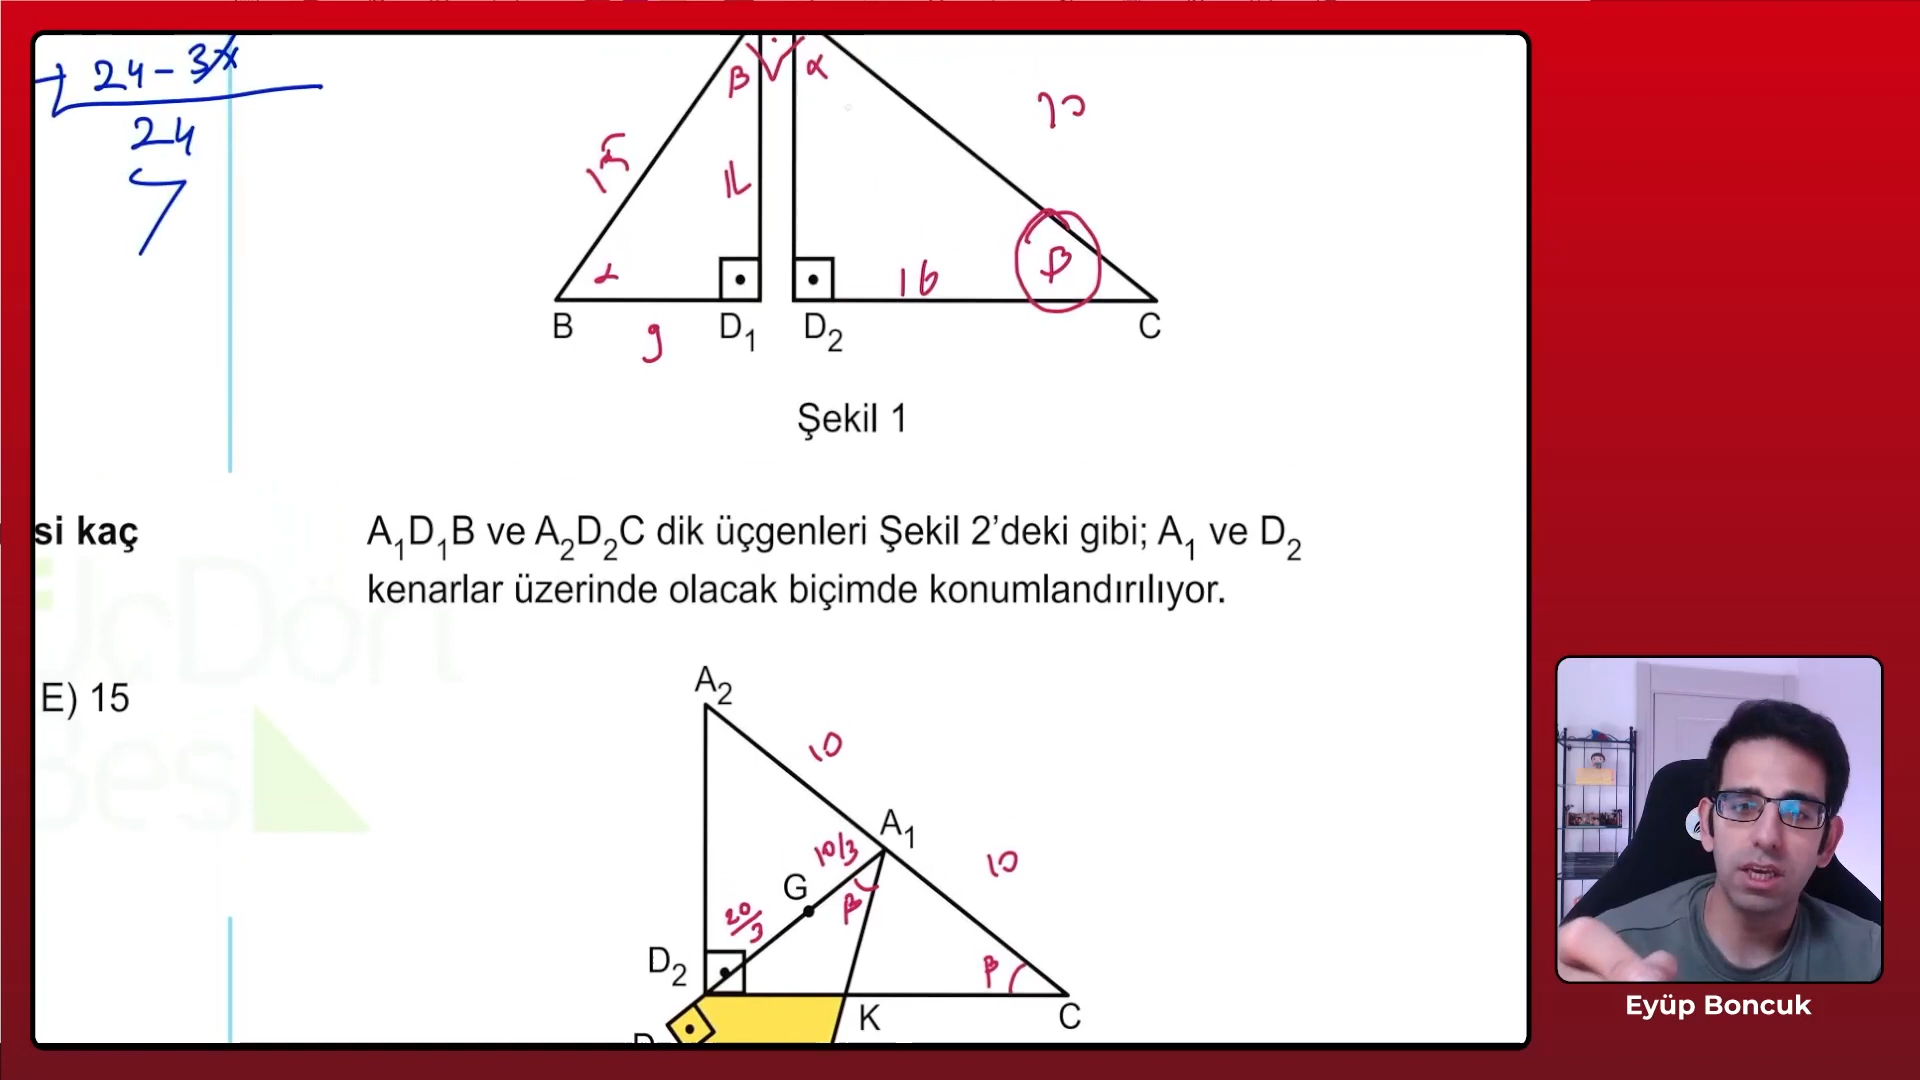 24 - 3x
24
7
β
α
15
12
20
α
9
16
β
B
D1
D2
C
Şekil 1
si kaç
A1D1B ve A2D2C dik üçgenleri Şekil 2’deki gibi; A1 ve D2
kenarlar üzerinde olacak biçimde konumlandırılıyor.
ÜçDört
Beş
E) 15
A2
10
A1
10/3
10
G
β
20/3
D2
β
K
C
D
Eyüp Boncuk